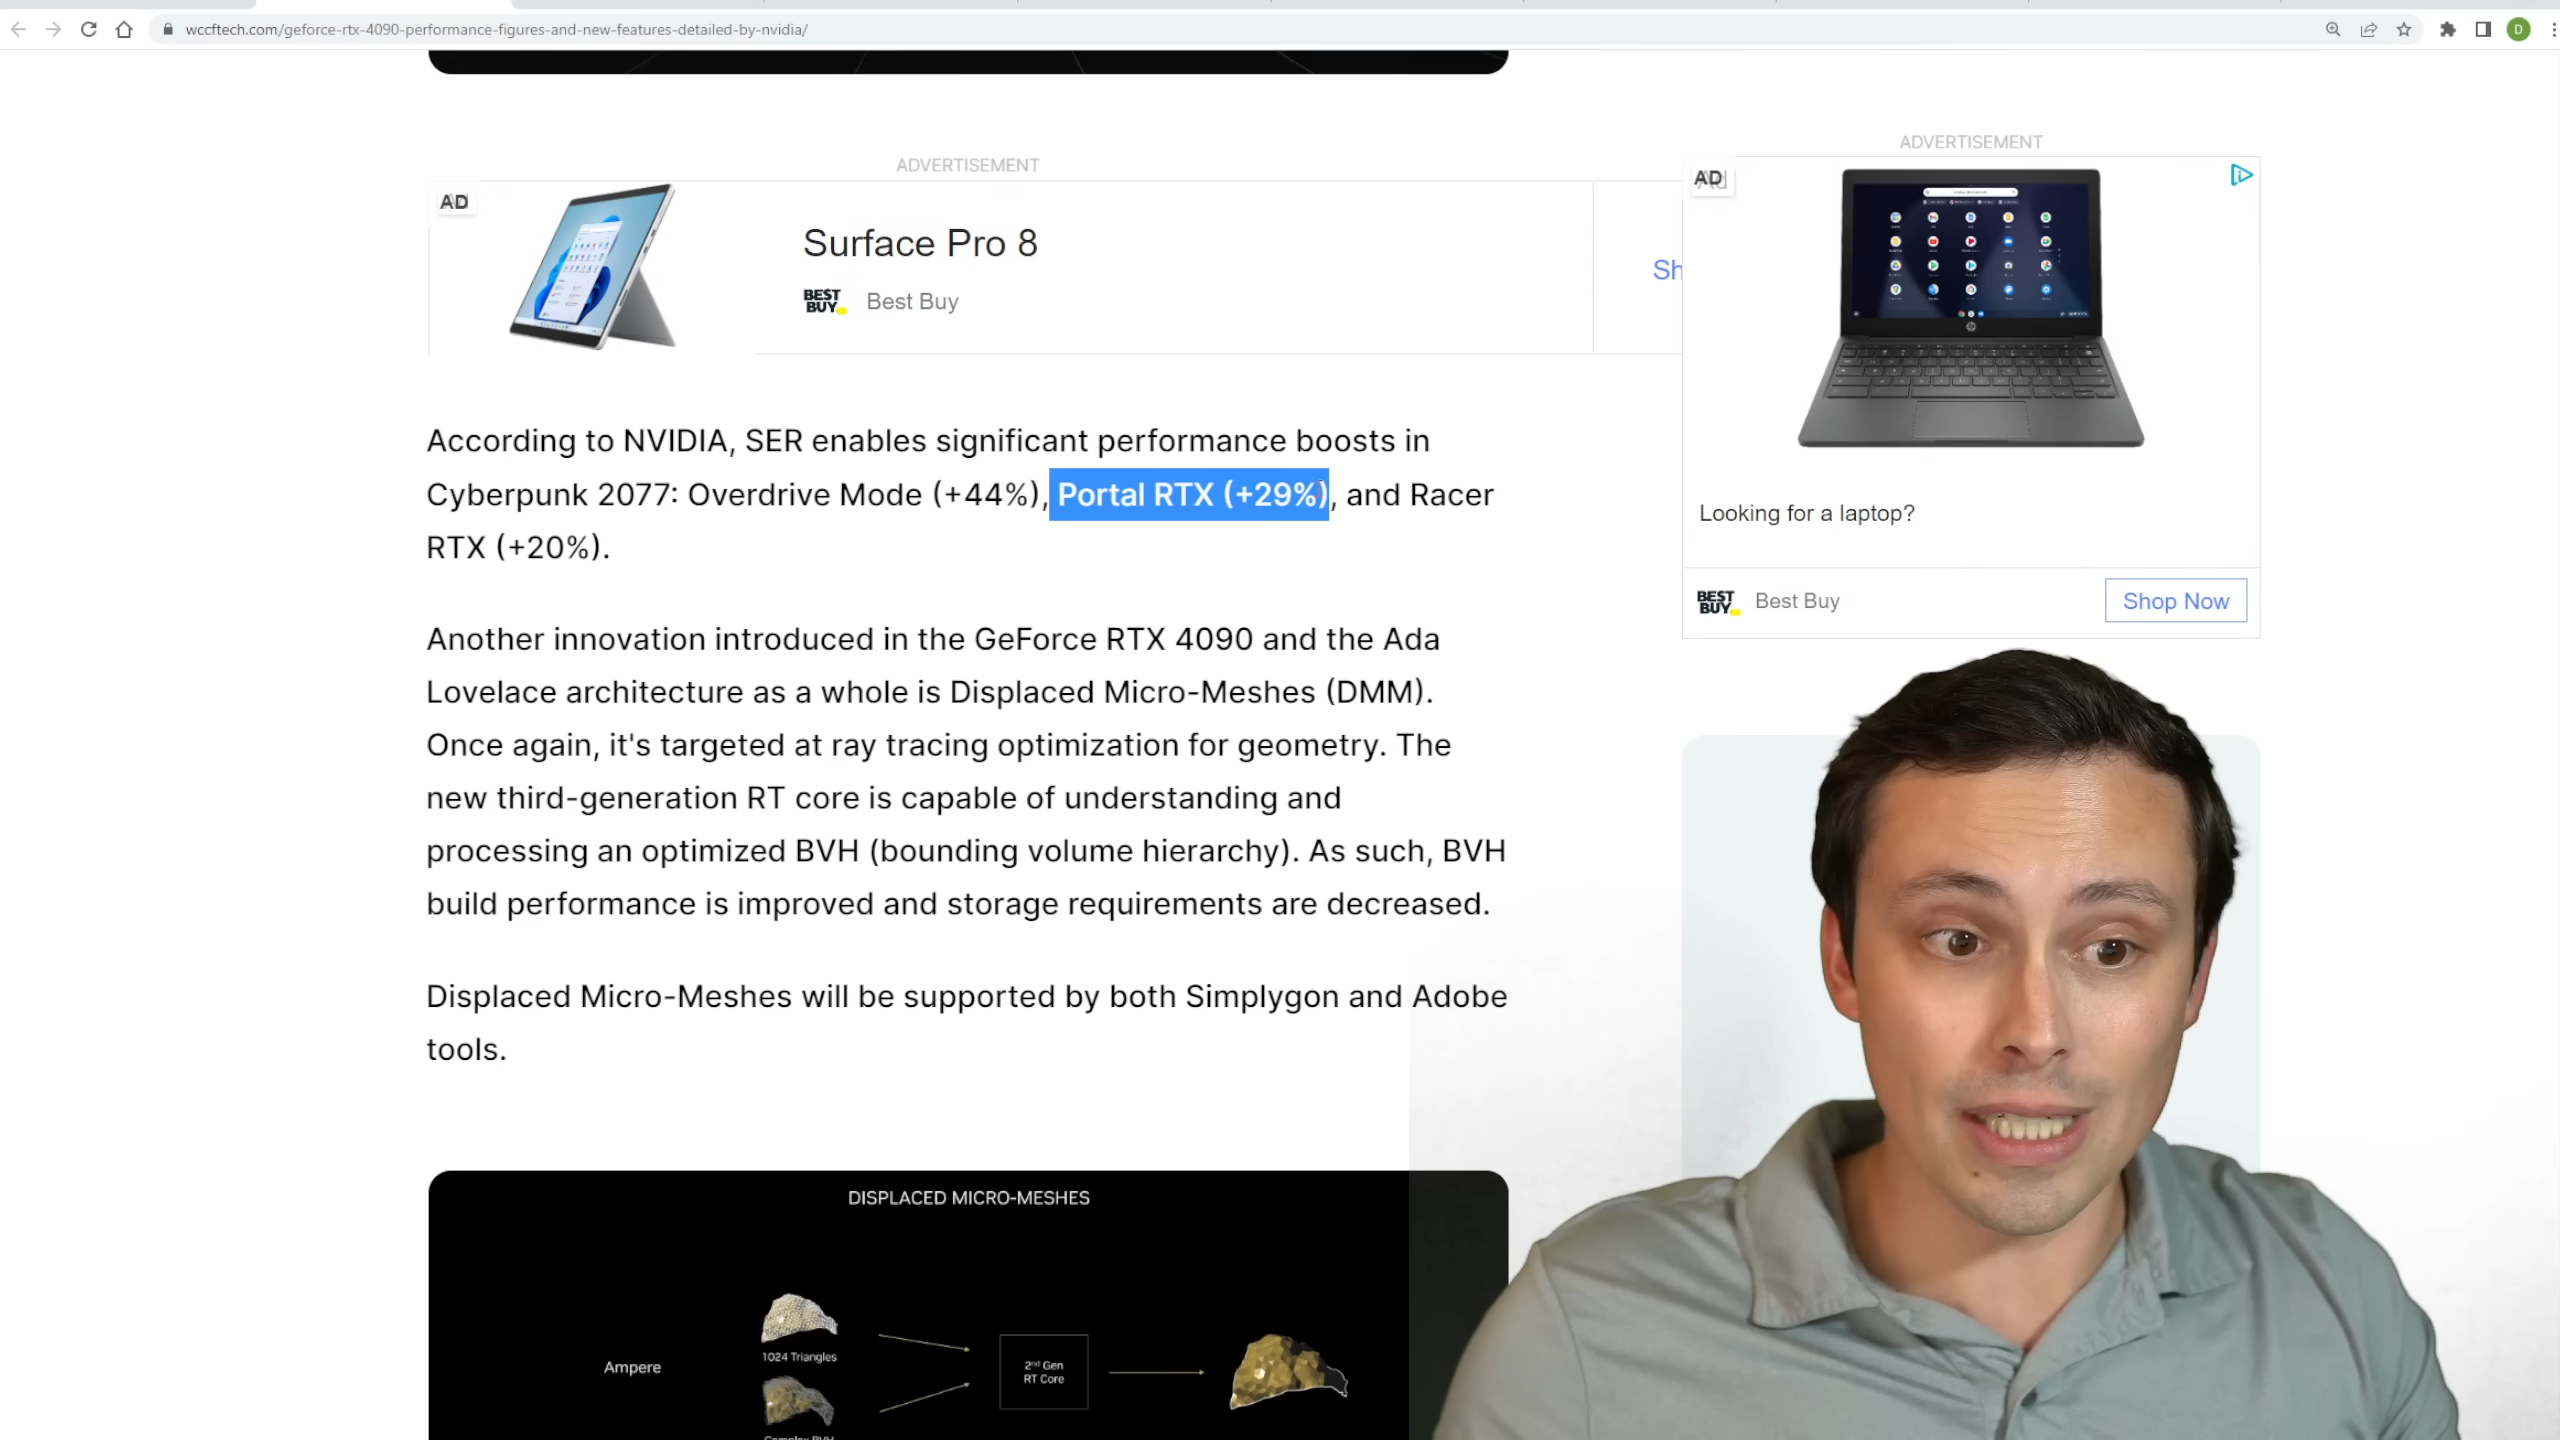 wccftech.com/geforce-rtx-4090-performance-figures-and-new-features-detailed-by-nvidia/
D
ADVERTISEMENT
AD
Surface Pro 8
BEST BUY
Best Buy
Sh
ADVERTISEMENT
AD
Looking for a laptop?
BEST BUY
Best Buy
Shop Now
According to NVIDIA, SER enables significant performance boosts in
Cyberpunk 2077: Overdrive Mode (+44%), Portal RTX (+29%), and Racer
RTX (+20%).
Another innovation introduced in the GeForce RTX 4090 and the Ada
Lovelace architecture as a whole is Displaced Micro-Meshes (DMM).
Once again, it's targeted at ray tracing optimization for geometry. The
new third-generation RT core is capable of understanding and
processing an optimized BVH (bounding volume hierarchy). As such, BVH
build performance is improved and storage requirements are decreased.
Displaced Micro-Meshes will be supported by both Simplygon and Adobe
tools.
DISPLACED MICRO-MESHES
Ampere
1024 Triangles
2nd Gen
RT Core